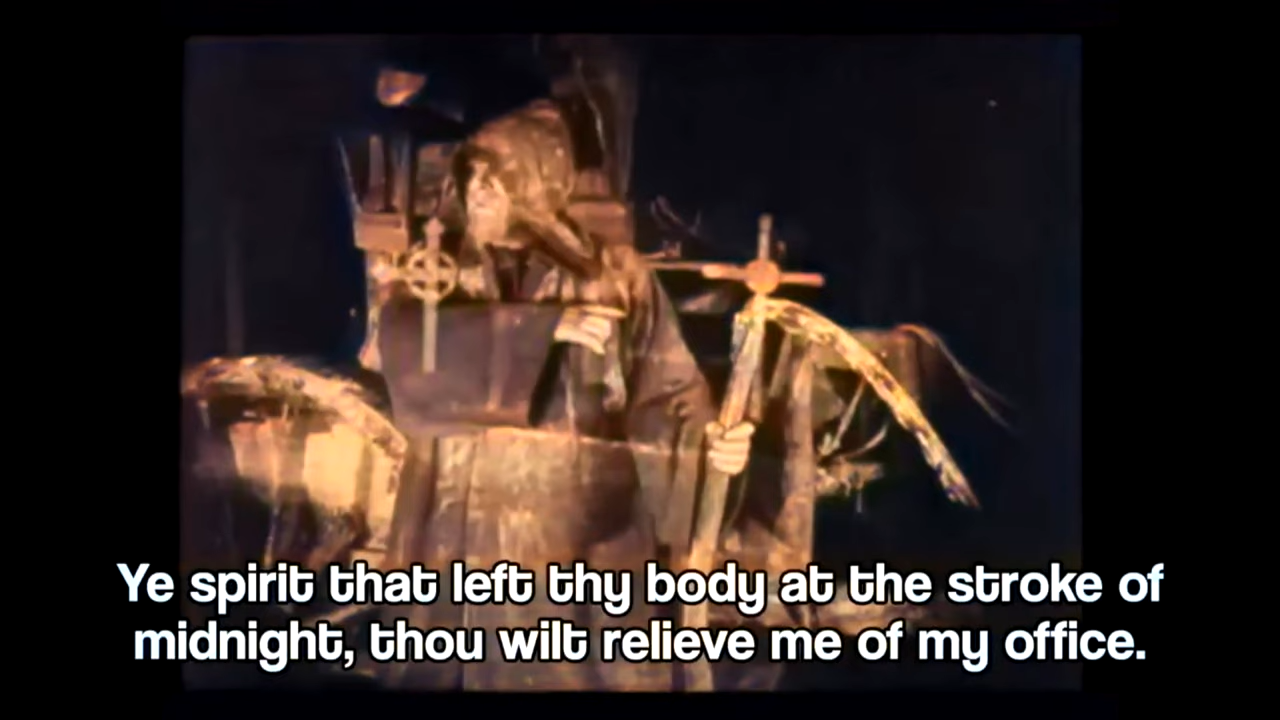 Ye spirit that left thy body at the stroke of
midnight, thou wilt relieve me of my office.